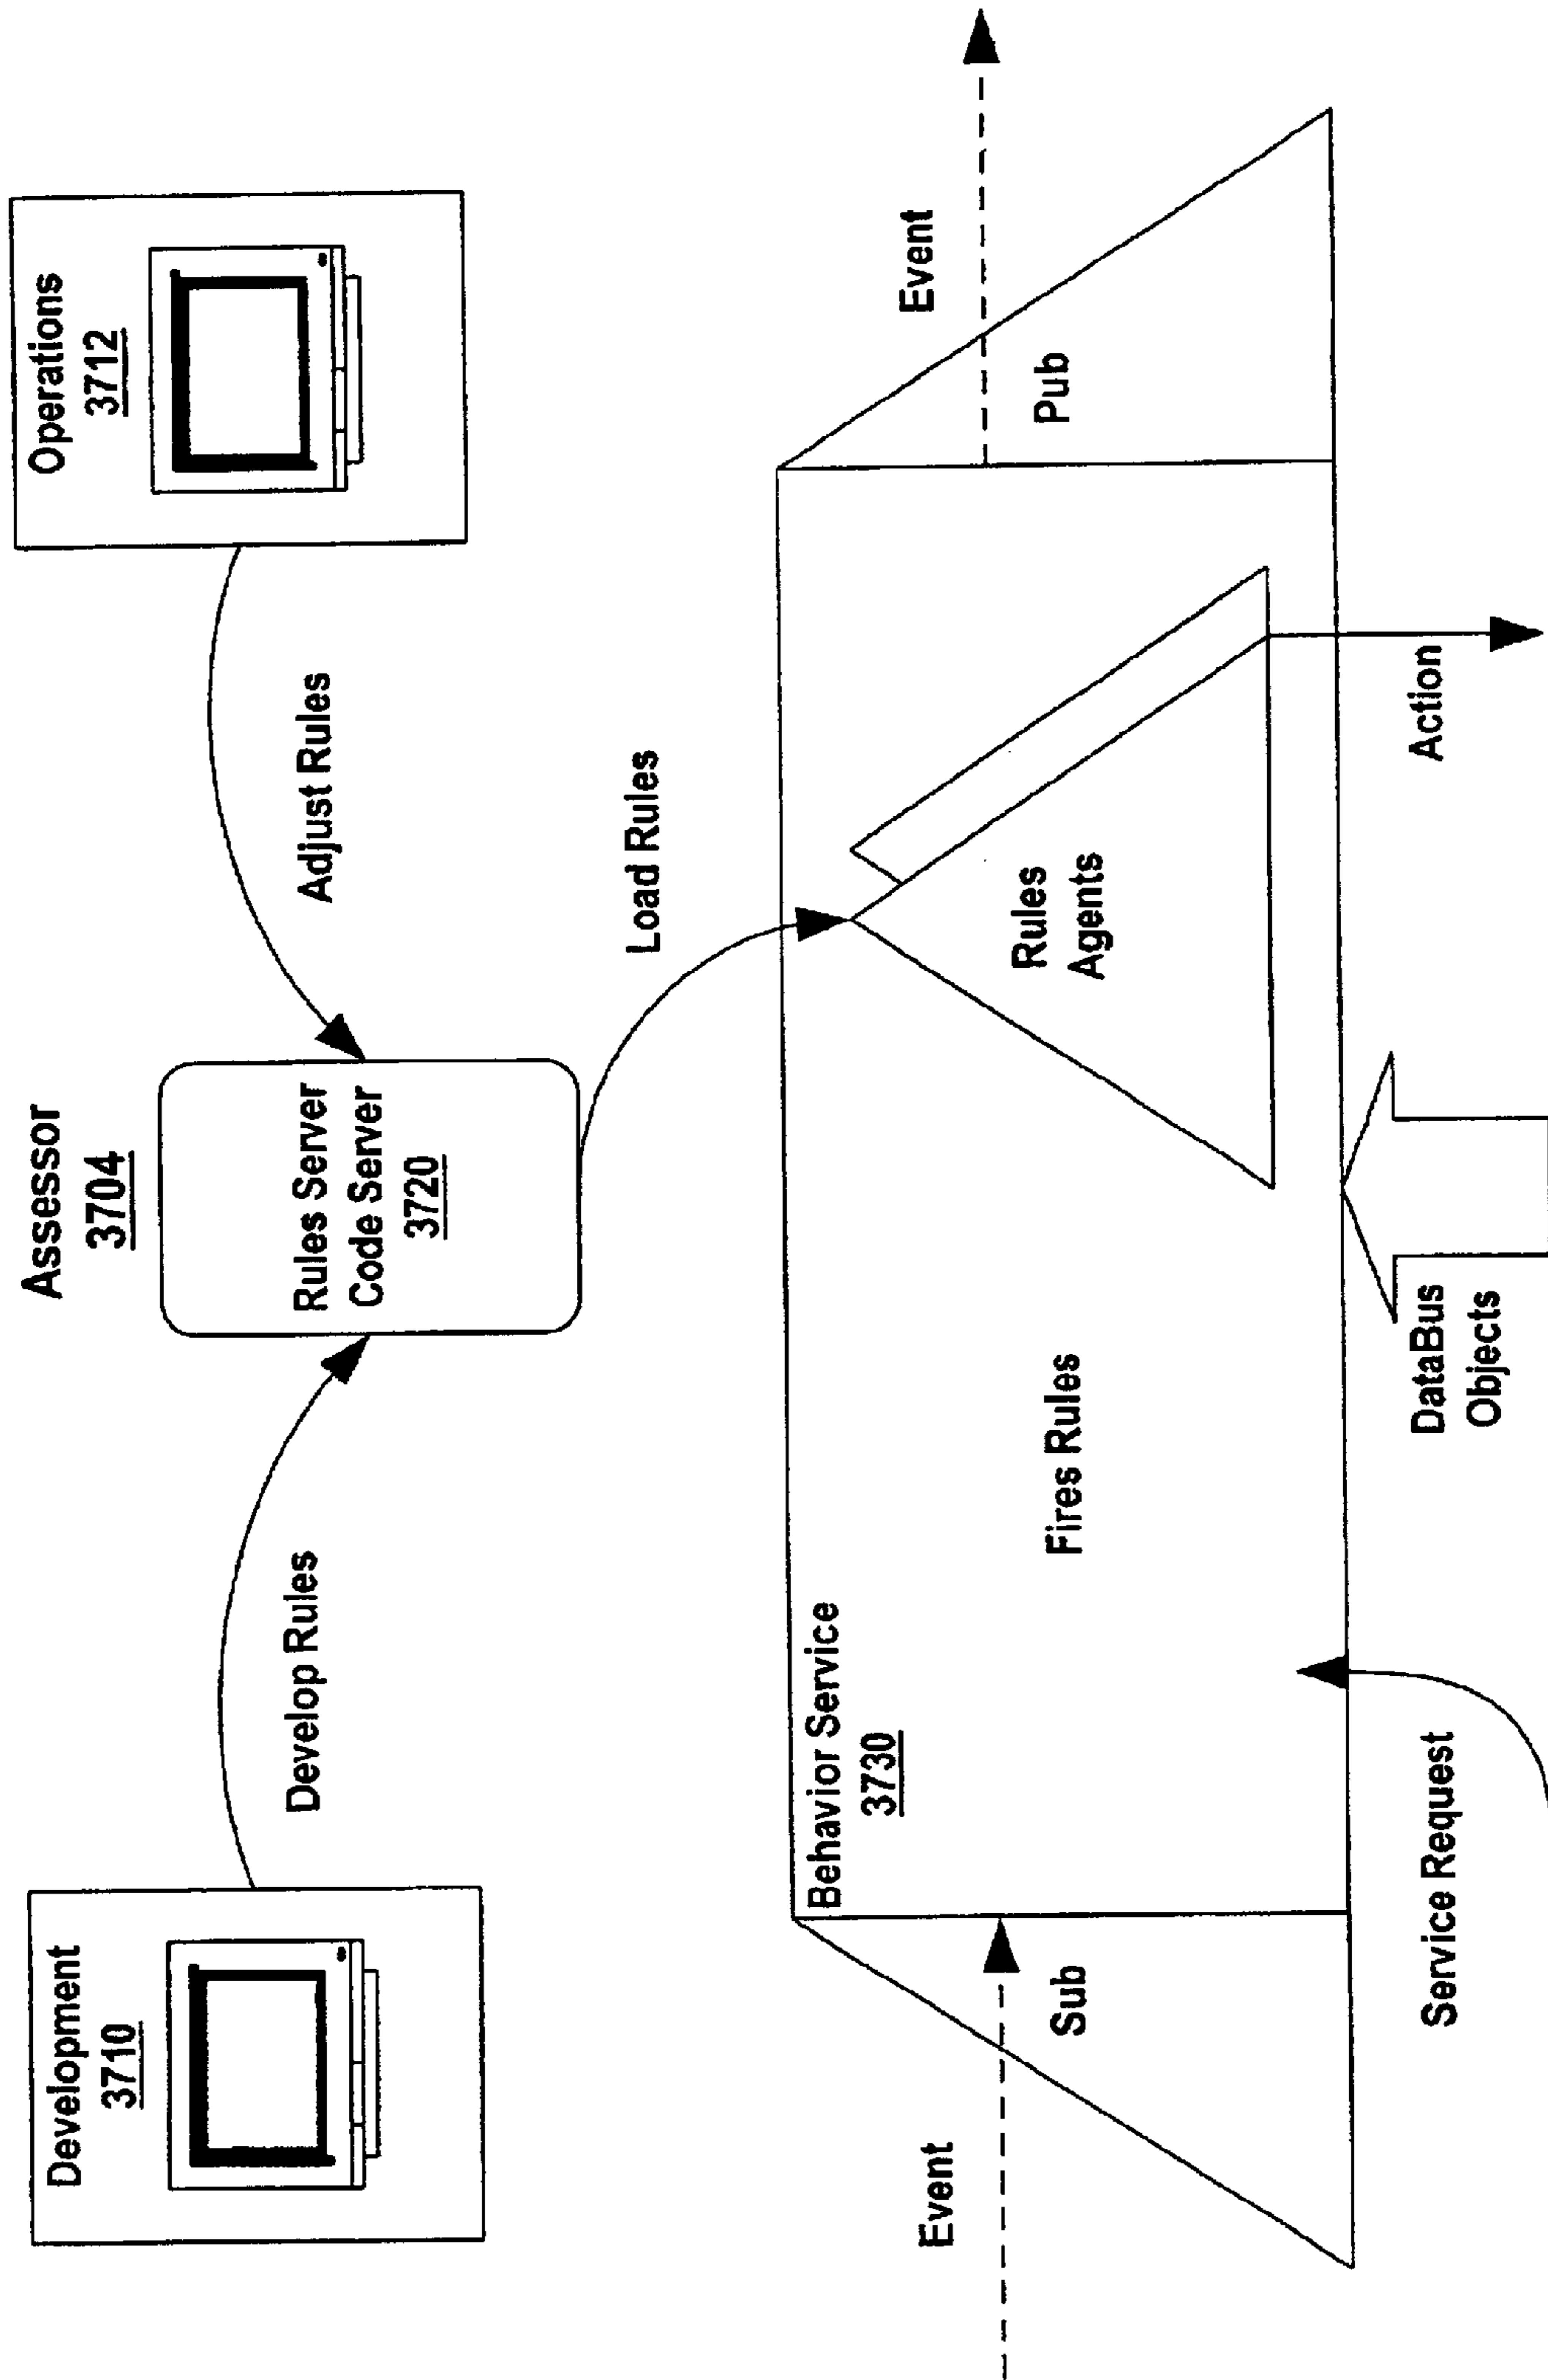 Assessor
3704
Development
3710
Operations
3712
Rules Server
Code Server
3720
Develop Rules
Adjust Rules
Load Rules
Behavior Service
3730
Event
Sub
Fires Rules
Rules
Agents
Event
Pub
Service Request
DataBus
Objects
Action